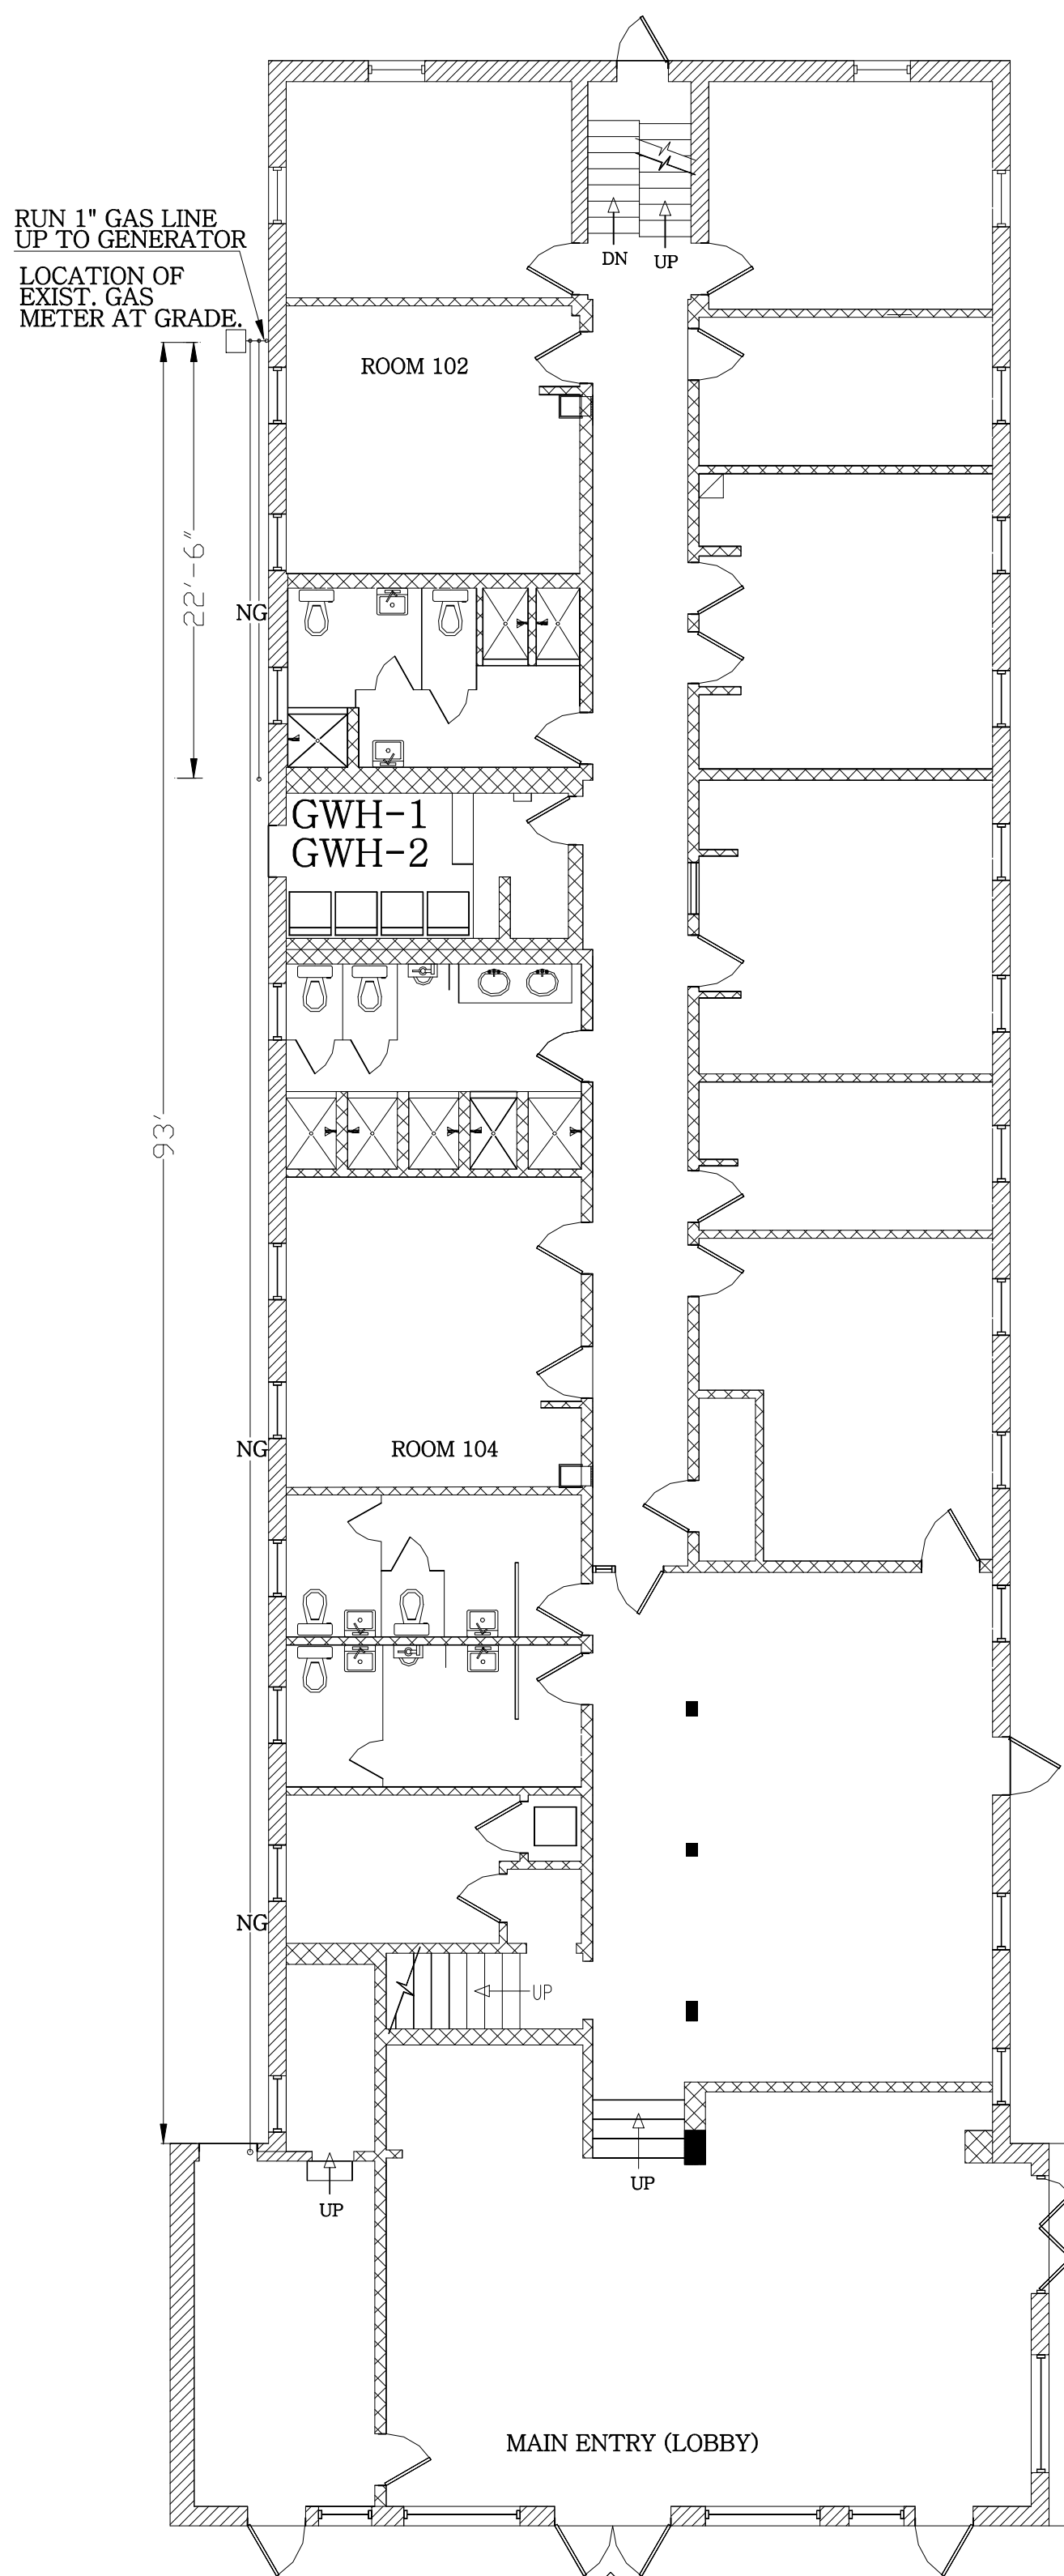 RUN 1" GAS LINE
UP TO GENERATOR
LOCATION OF
EXIST. GAS
METER AT GRADE.
DN
UP
ROOM 102
22'-6"
NG
GWH-1
GWH-2
93'
NG
ROOM 104
NG
UP
UP
UP
MAIN ENTRY (LOBBY)